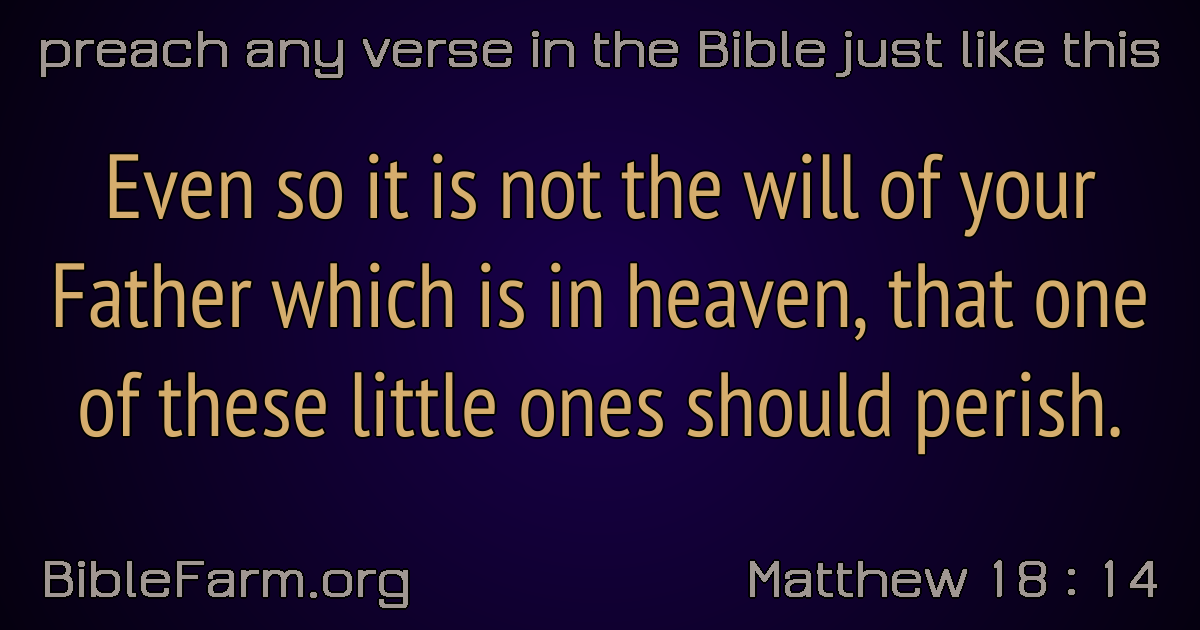 preach any verse in the Bible just like this
Even so it is not the will of your
Father which is in heaven, that one
of these little ones should perish.
BibleFarm.org
Matthew 18 : 14